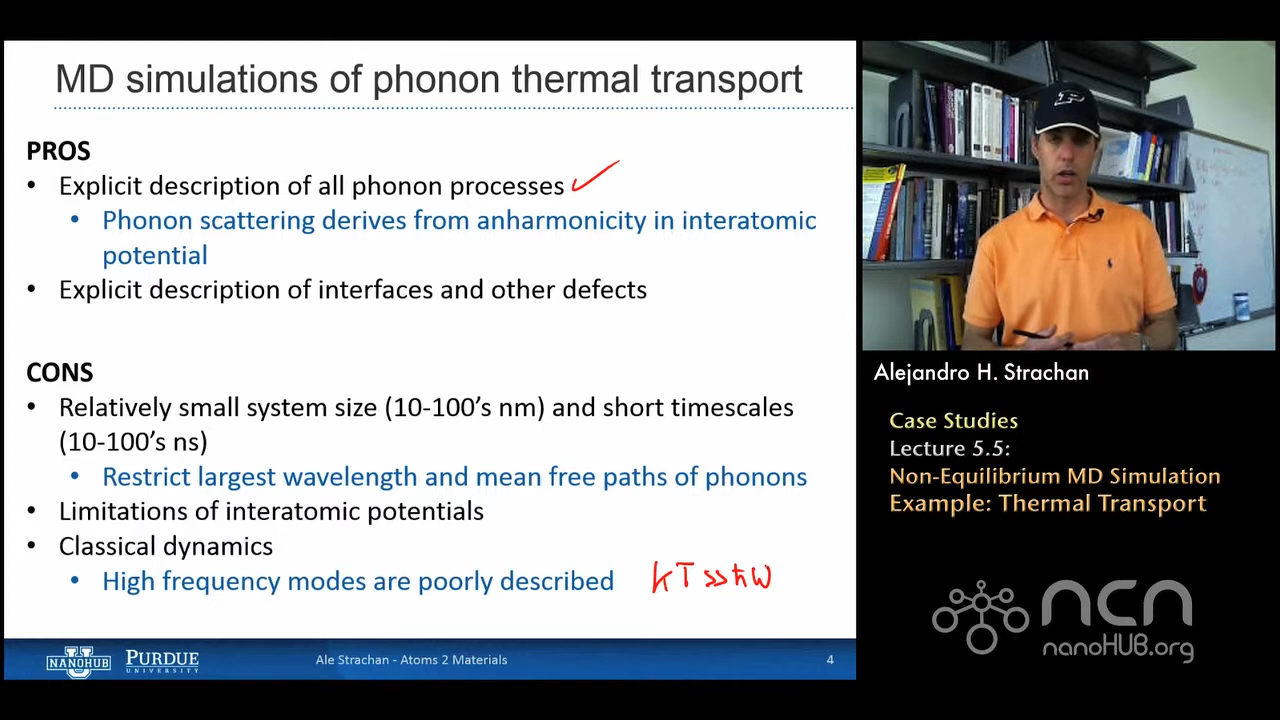 MD simulations of phonon thermal transport
PROS
• Explicit description of all phonon processes
• Phonon scattering derives from anharmonicity in interatomic
potential
• Explicit description of interfaces and other defects
CONS
• Relatively small system size (10-100’s nm) and short timescales
(10-100’s ns)
• Restrict largest wavelength and mean free paths of phonons
• Limitations of interatomic potentials
• Classical dynamics
• High frequency modes are poorly described
kT >> ħω
NANOHUB
PURDUE
UNIVERSITY
Ale Strachan - Atoms 2 Materials
4
Alejandro H. Strachan
Case Studies
Lecture 5.5:
Non-Equilibrium MD Simulation
Example: Thermal Transport
ncn
nanoHUB.org